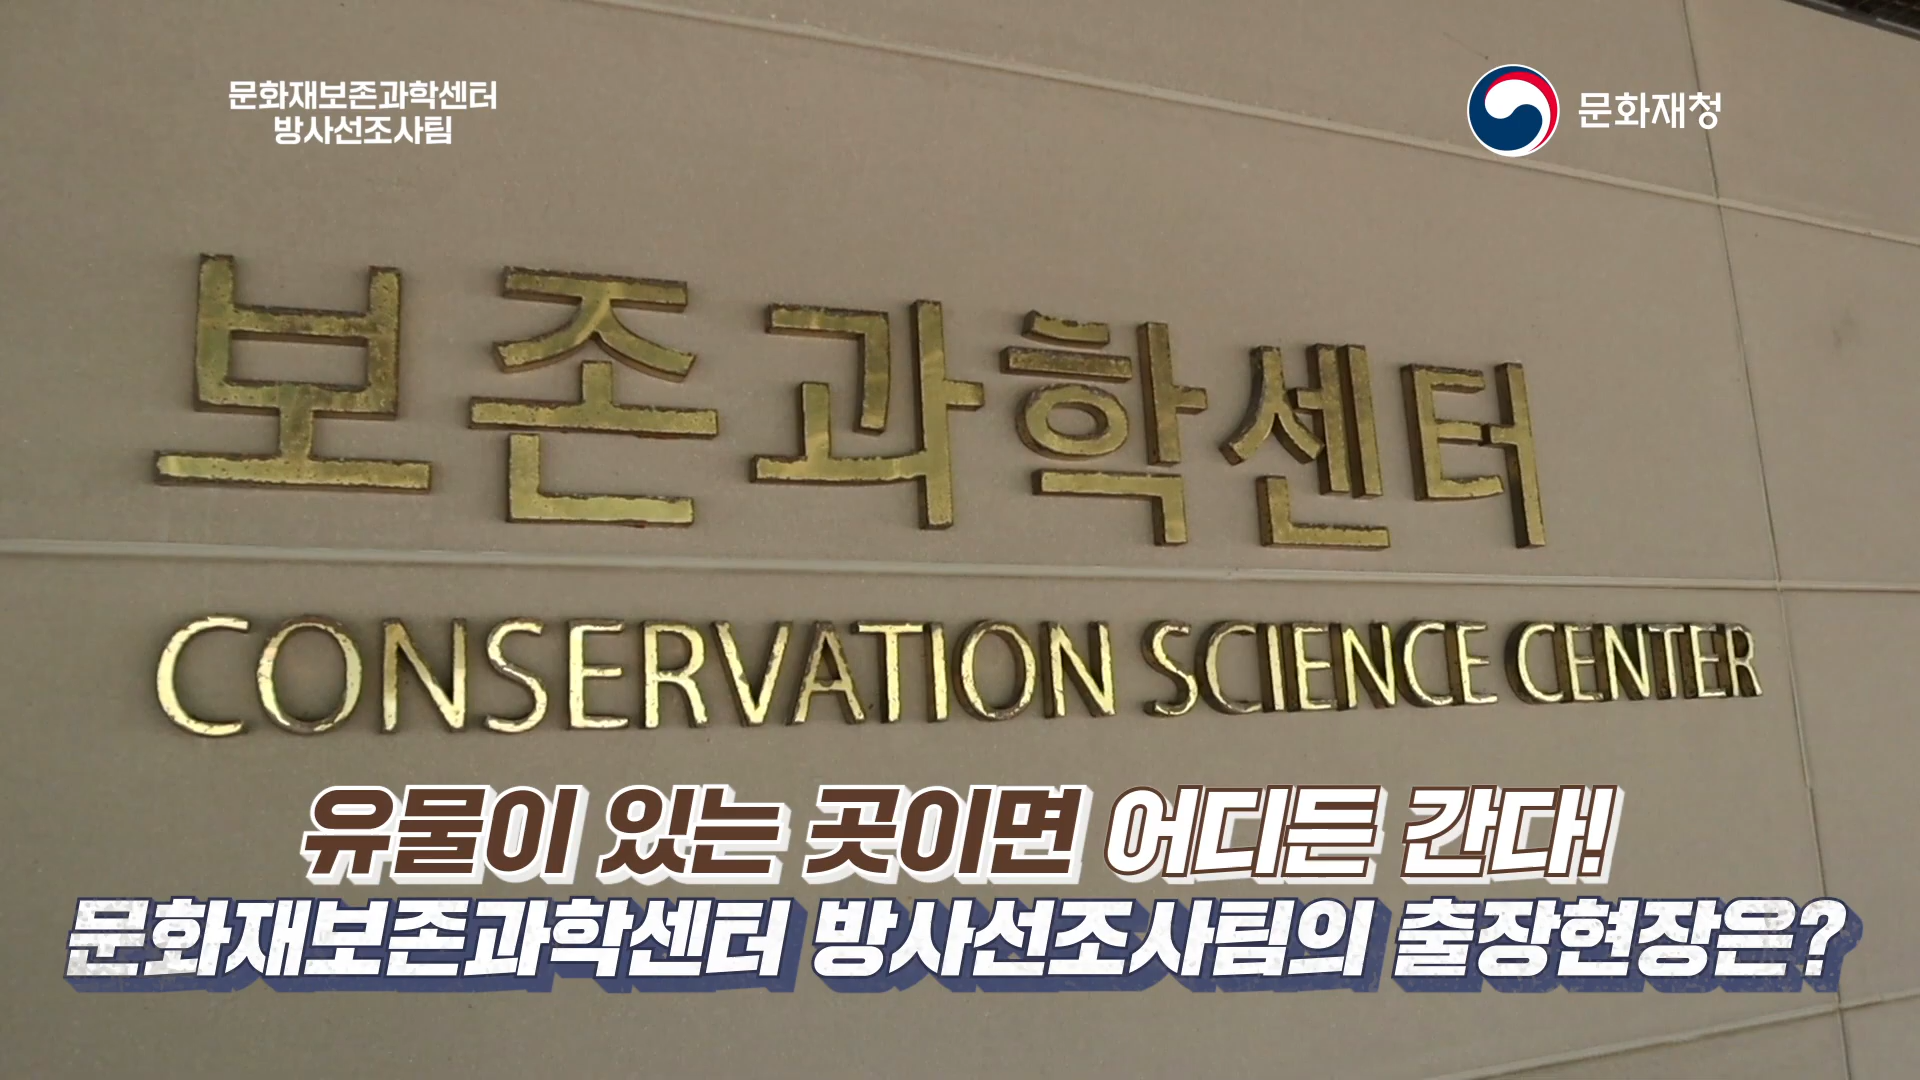 문화재보존과학센터
방사선조사팀
문화재청
보존과학센터
CONSERVATION SCIENCE CENTER
유물이 있는 곳이면 어디든 간다!
문화재보존과학센터 방사선조사팀의 출장현장은?